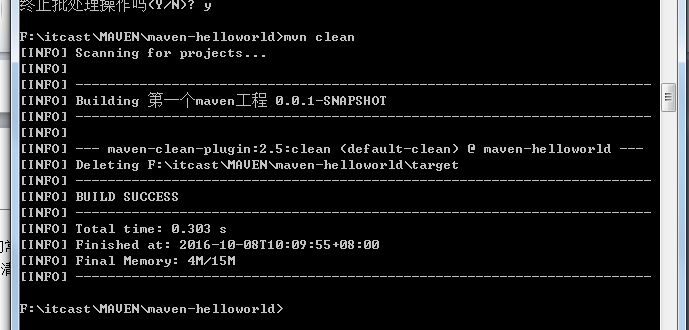 终止批处理操作吗(Y/N)? y
F:\itcast\MAVEN\maven-helloworld>mvn clean
[INFO] Scanning for projects...
[INFO]
[INFO] ------------------------------------------------------------------------
[INFO] Building 第一个maven工程 0.0.1-SNAPSHOT
[INFO] ------------------------------------------------------------------------
[INFO]
[INFO] --- maven-clean-plugin:2.5:clean (default-clean) @ maven-helloworld ---
[INFO] Deleting F:\itcast\MAVEN\maven-helloworld\target
[INFO] ------------------------------------------------------------------------
[INFO] BUILD SUCCESS
[INFO] ------------------------------------------------------------------------
[INFO] Total time: 0.303 s
[INFO] Finished at: 2016-10-08T10:09:55+08:00
[INFO] Final Memory: 4M/15M
[INFO] ------------------------------------------------------------------------
F:\itcast\MAVEN\maven-helloworld>
清